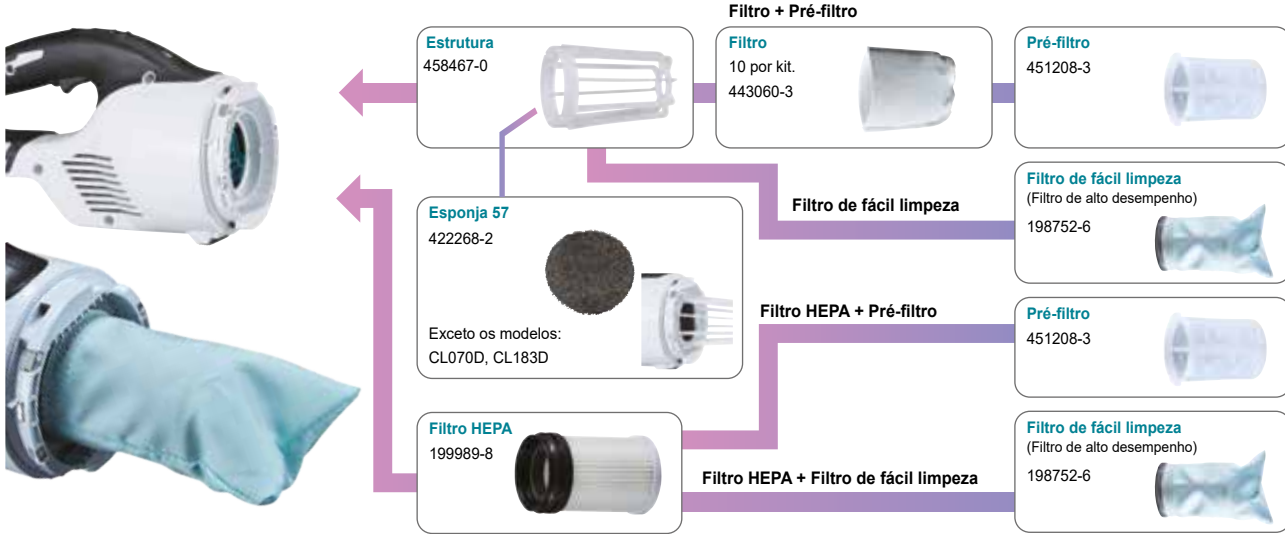 Filtro + Pré-filtro
Estrutura
458467-0
Filtro
10 por kit.
443060-3
Pré-filtro
451208-3
Filtro de fácil limpeza
Filtro de fácil limpeza
(Filtro de alto desempenho)
198752-6
Esponja 57
422268-2
Exceto os modelos:
CL070D, CL183D
Filtro HEPA + Pré-filtro
Pré-filtro
451208-3
Filtro HEPA
199989-8
Filtro HEPA + Filtro de fácil limpeza
Filtro de fácil limpeza
(Filtro de alto desempenho)
198752-6